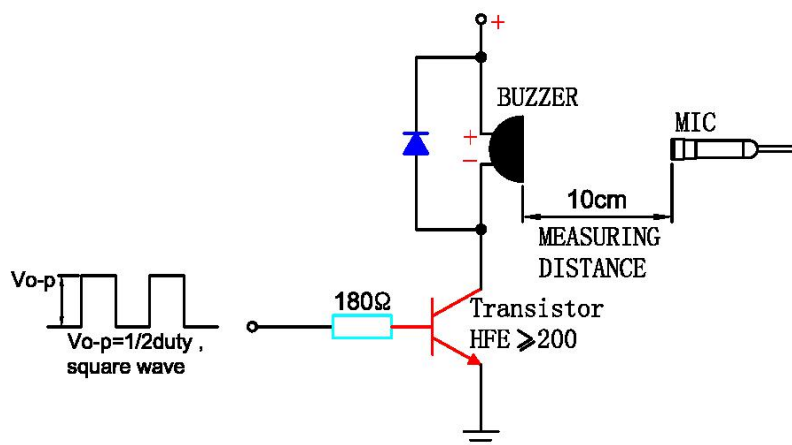 +
BUZZER
+
−
MIC
10cm
MEASURING
DISTANCE
Vo-p
180Ω
Transistor
HFE ⩾200
Vo-p=1/2duty ,
square wave